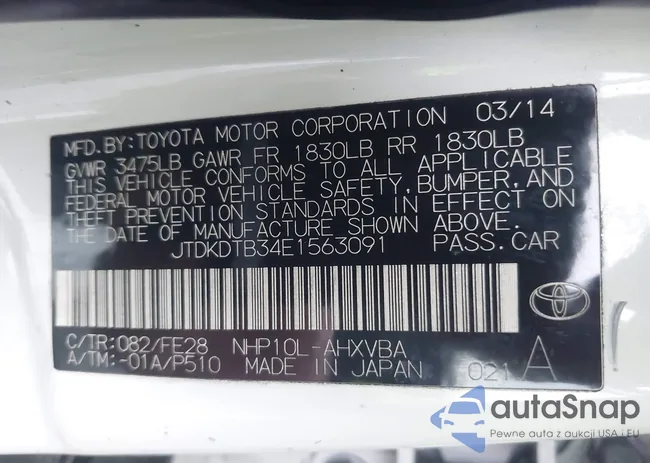 MFD.BY:TOYOTA MOTOR CORPORATION 03/14
GVWR 3475LB GAWR FR 1830LB RR 1830LB
THIS VEHICLE CONFORMS TO ALL APPLICABLE
FEDERAL MOTOR VEHICLE SAFETY,BUMPER,AND
THEFT PREVENTION STANDARDS IN EFFECT ON
THE DATE OF MANUFACTURE SHOWN ABOVE.
JTDKDTB34E1563091 PASS.CAR
C/TR:082/FE28 NHP10L-AHXVBA
A/TM:-01A/P510 MADE IN JAPAN 021 A
autaSnap
Pewne auta z aukcji USA i EU